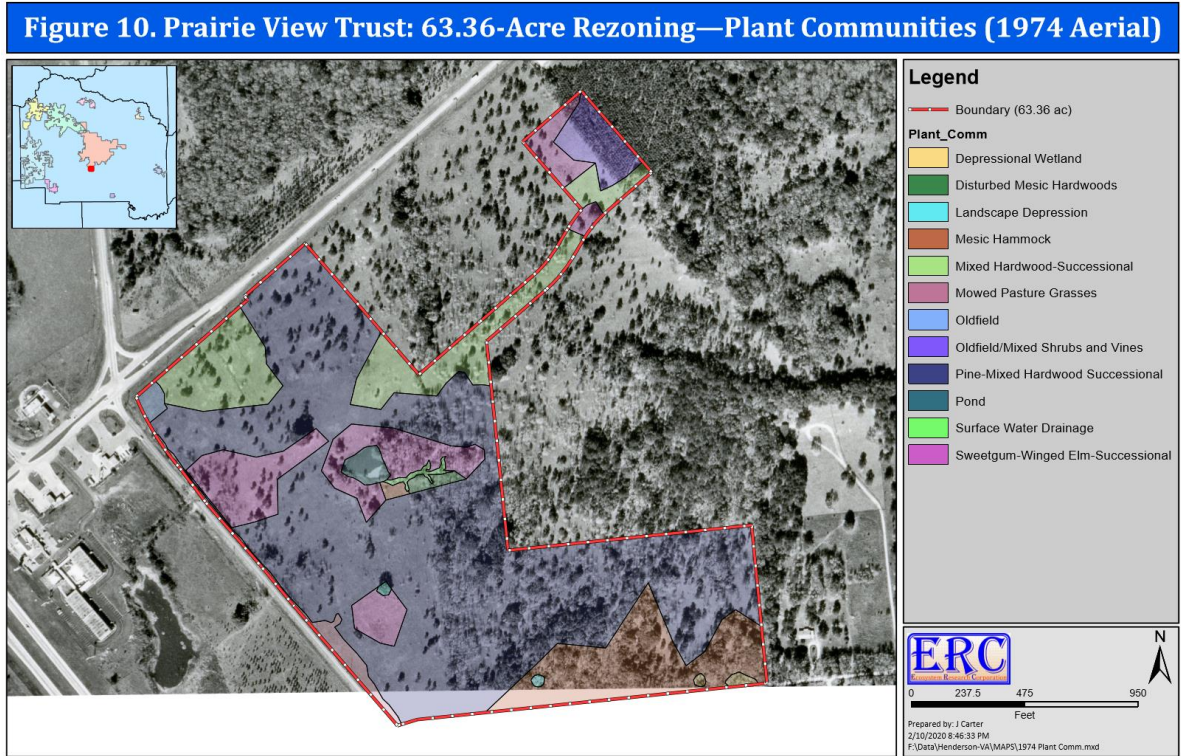 Figure 10. Prairie View Trust: 63.36-Acre Rezoning—Plant Communities (1974 Aerial)
Legend
Boundary (63.36 ac)
Plant_Comm
Depressional Wetland
Disturbed Mesic Hardwoods
Landscape Depression
Mesic Hammock
Mixed Hardwood-Successional
Mowed Pasture Grasses
Oldfield
Oldfield/Mixed Shrubs and Vines
Pine-Mixed Hardwood Successional
Pond
Surface Water Drainage
Sweetgum-Winged Elm-Successional
ERC
Ecosystem Research Corporation
N
0 237.5 475 950
Feet
Prepared by: J Carter
2/10/2020 8:46:33 PM
F:\Data\Henderson-VA\MAPS\1974 Plant Comm.mxd